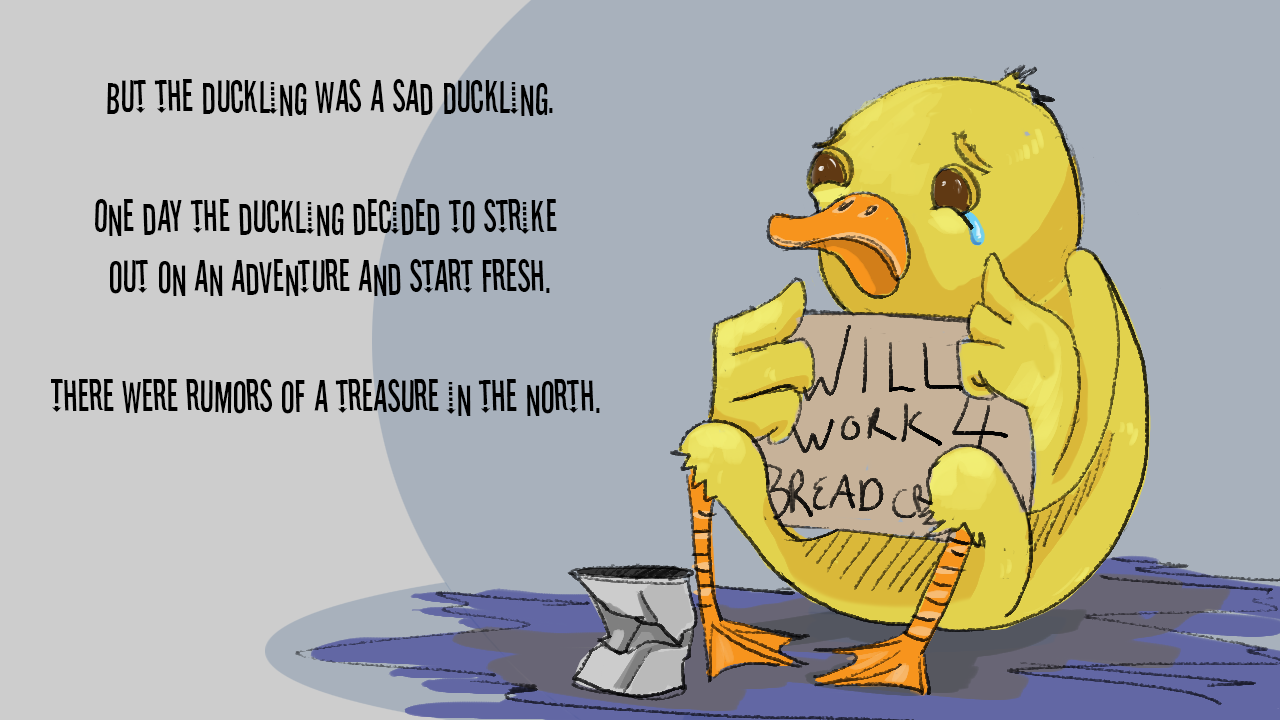 BUT THE DUCKLING WAS A SAD DUCKLING.
ONE DAY THE DUCKLING DECIDED TO STRIKE
OUT ON AN ADVENTURE AND START FRESH.
THERE WERE RUMORS OF A TREASURE IN THE NORTH.
WILL
WORK 4
BREAD